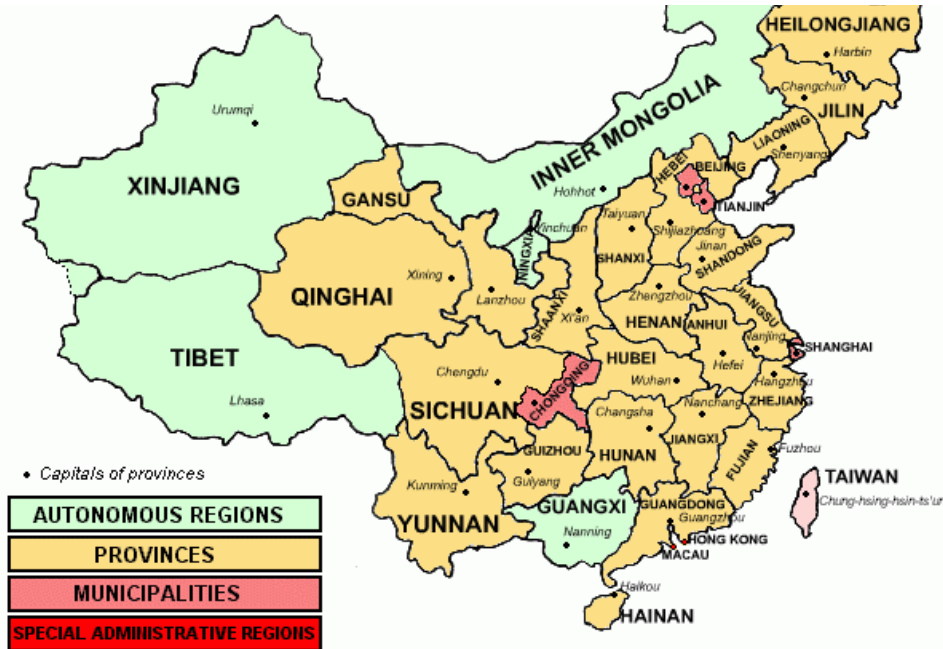 HEILONGJIANG
Harbin
Changchun
JILIN
LIAONING
Shenyang
Urumqi
XINJIANG
INNER MONGOLIA
Hohhot
HEBEI
BEIJING
TIANJIN
GANSU
Yinchuan
NINGXIA
Taiyuan
Shijiazhoang
SHANXI
Jinan
SHANDONG
QINGHAI
Xining
Lanzhou
SHAANXI
Xi'an
Zhengzhou
HENAN
JIANGSU
ANHUI
Nanjing
Hefei
SHANGHAI
TIBET
Lhasa
Chengdu
SICHUAN
CHONGQING
HUBEI
Wuhan
Hangzhou
ZHEJIANG
Changsha
HUNAN
Nanchang
JIANGXI
FUJIAN
Fuzhou
GUIZHOU
Guiyang
Kunming
YUNNAN
GUANGXI
Nanning
GUANGDONG
Guangzhou
HONG KONG
MACAU
TAIWAN
Chung-hsing-hsin-ts'un
Haikou
HAINAN
Capitals of provinces
AUTONOMOUS REGIONS
PROVINCES
MUNICIPALITIES
SPECIAL ADMINISTRATIVE REGIONS